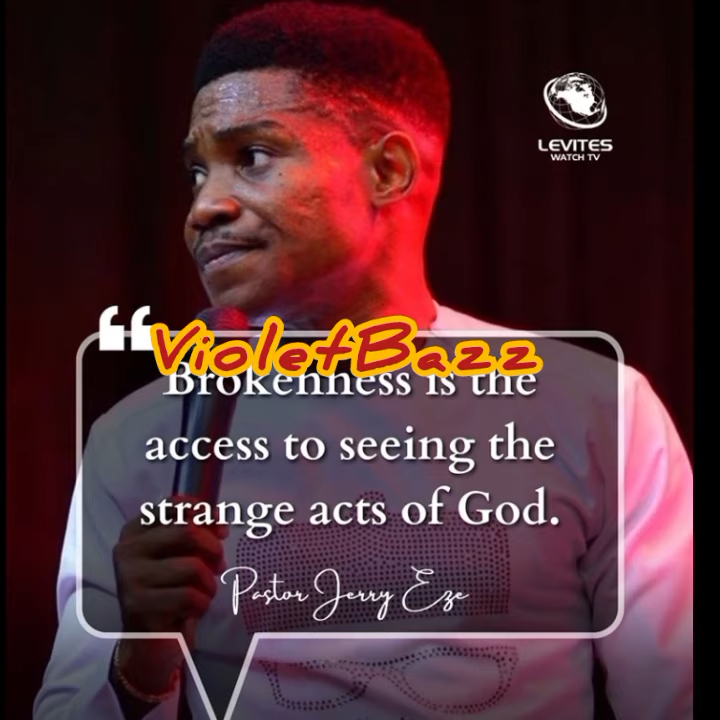 LEVITES
WATCH TV
“
VioletBazz
Brokenness is the
access to seeing the
strange acts of God.
Pastor Jerry Eze